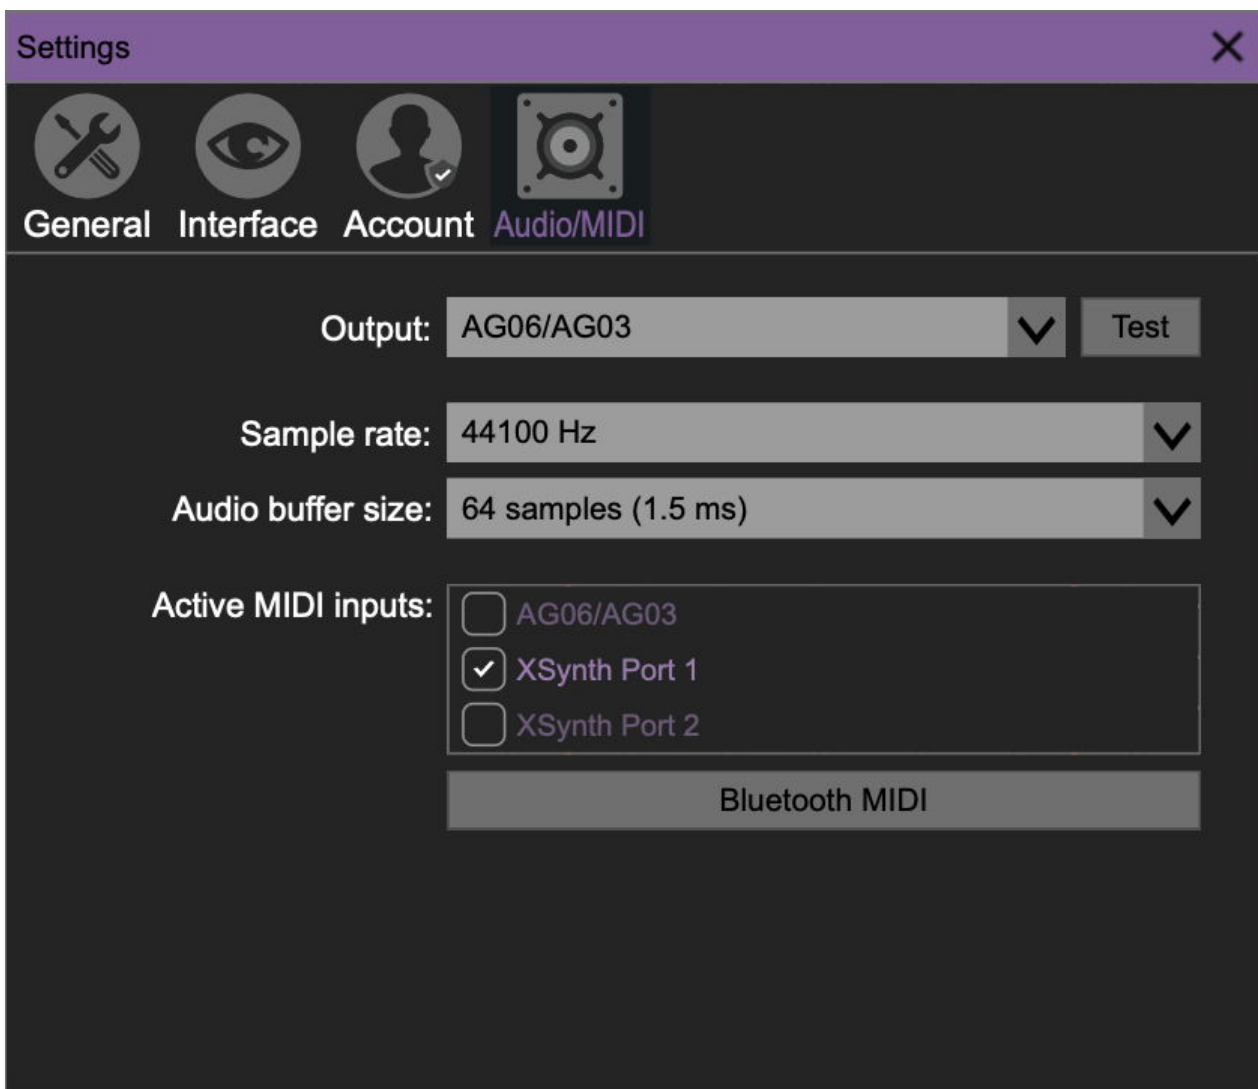 Settings
General Interface Account Audio/MIDI
Output: AG06/AG03 Test
Sample rate: 44100 Hz
Audio buffer size: 64 samples (1.5 ms)
Active MIDI inputs: AG06/AG03
XSynth Port 1
XSynth Port 2
Bluetooth MIDI